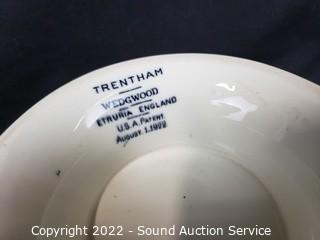 TRENTHAM
WEDGWOOD
ETRURIA, ENGLAND
U.S.A. PATENT.
AUGUST. 1. 1922
Copyright 2022 - Sound Auction Service